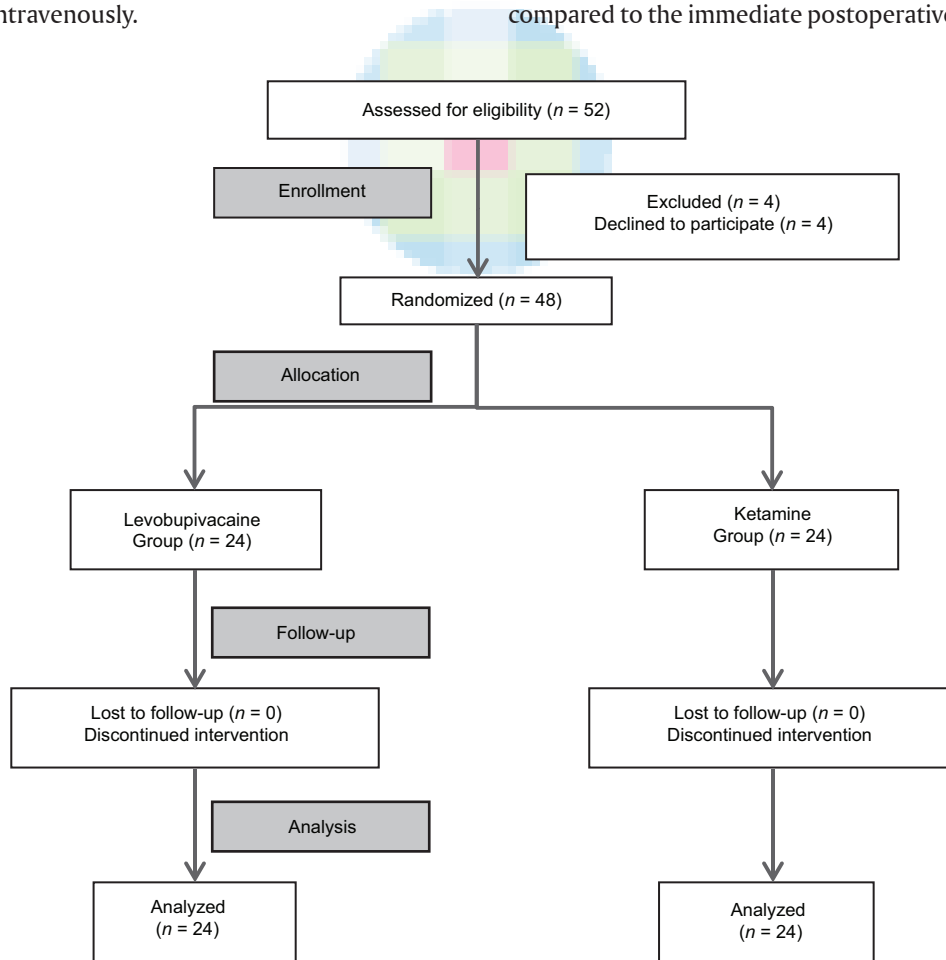 intravenously.
compared to the immediate postoperative
Assessed for eligibility (n = 52)
Enrollment
Excluded (n = 4)
Declined to participate (n = 4)
Randomized (n = 48)
Allocation
Levobupivacaine
Group (n = 24)
Ketamine
Group (n = 24)
Follow-up
Lost to follow-up (n = 0)
Discontinued intervention
Lost to follow-up (n = 0)
Discontinued intervention
Analysis
Analyzed
(n = 24)
Analyzed
(n = 24)